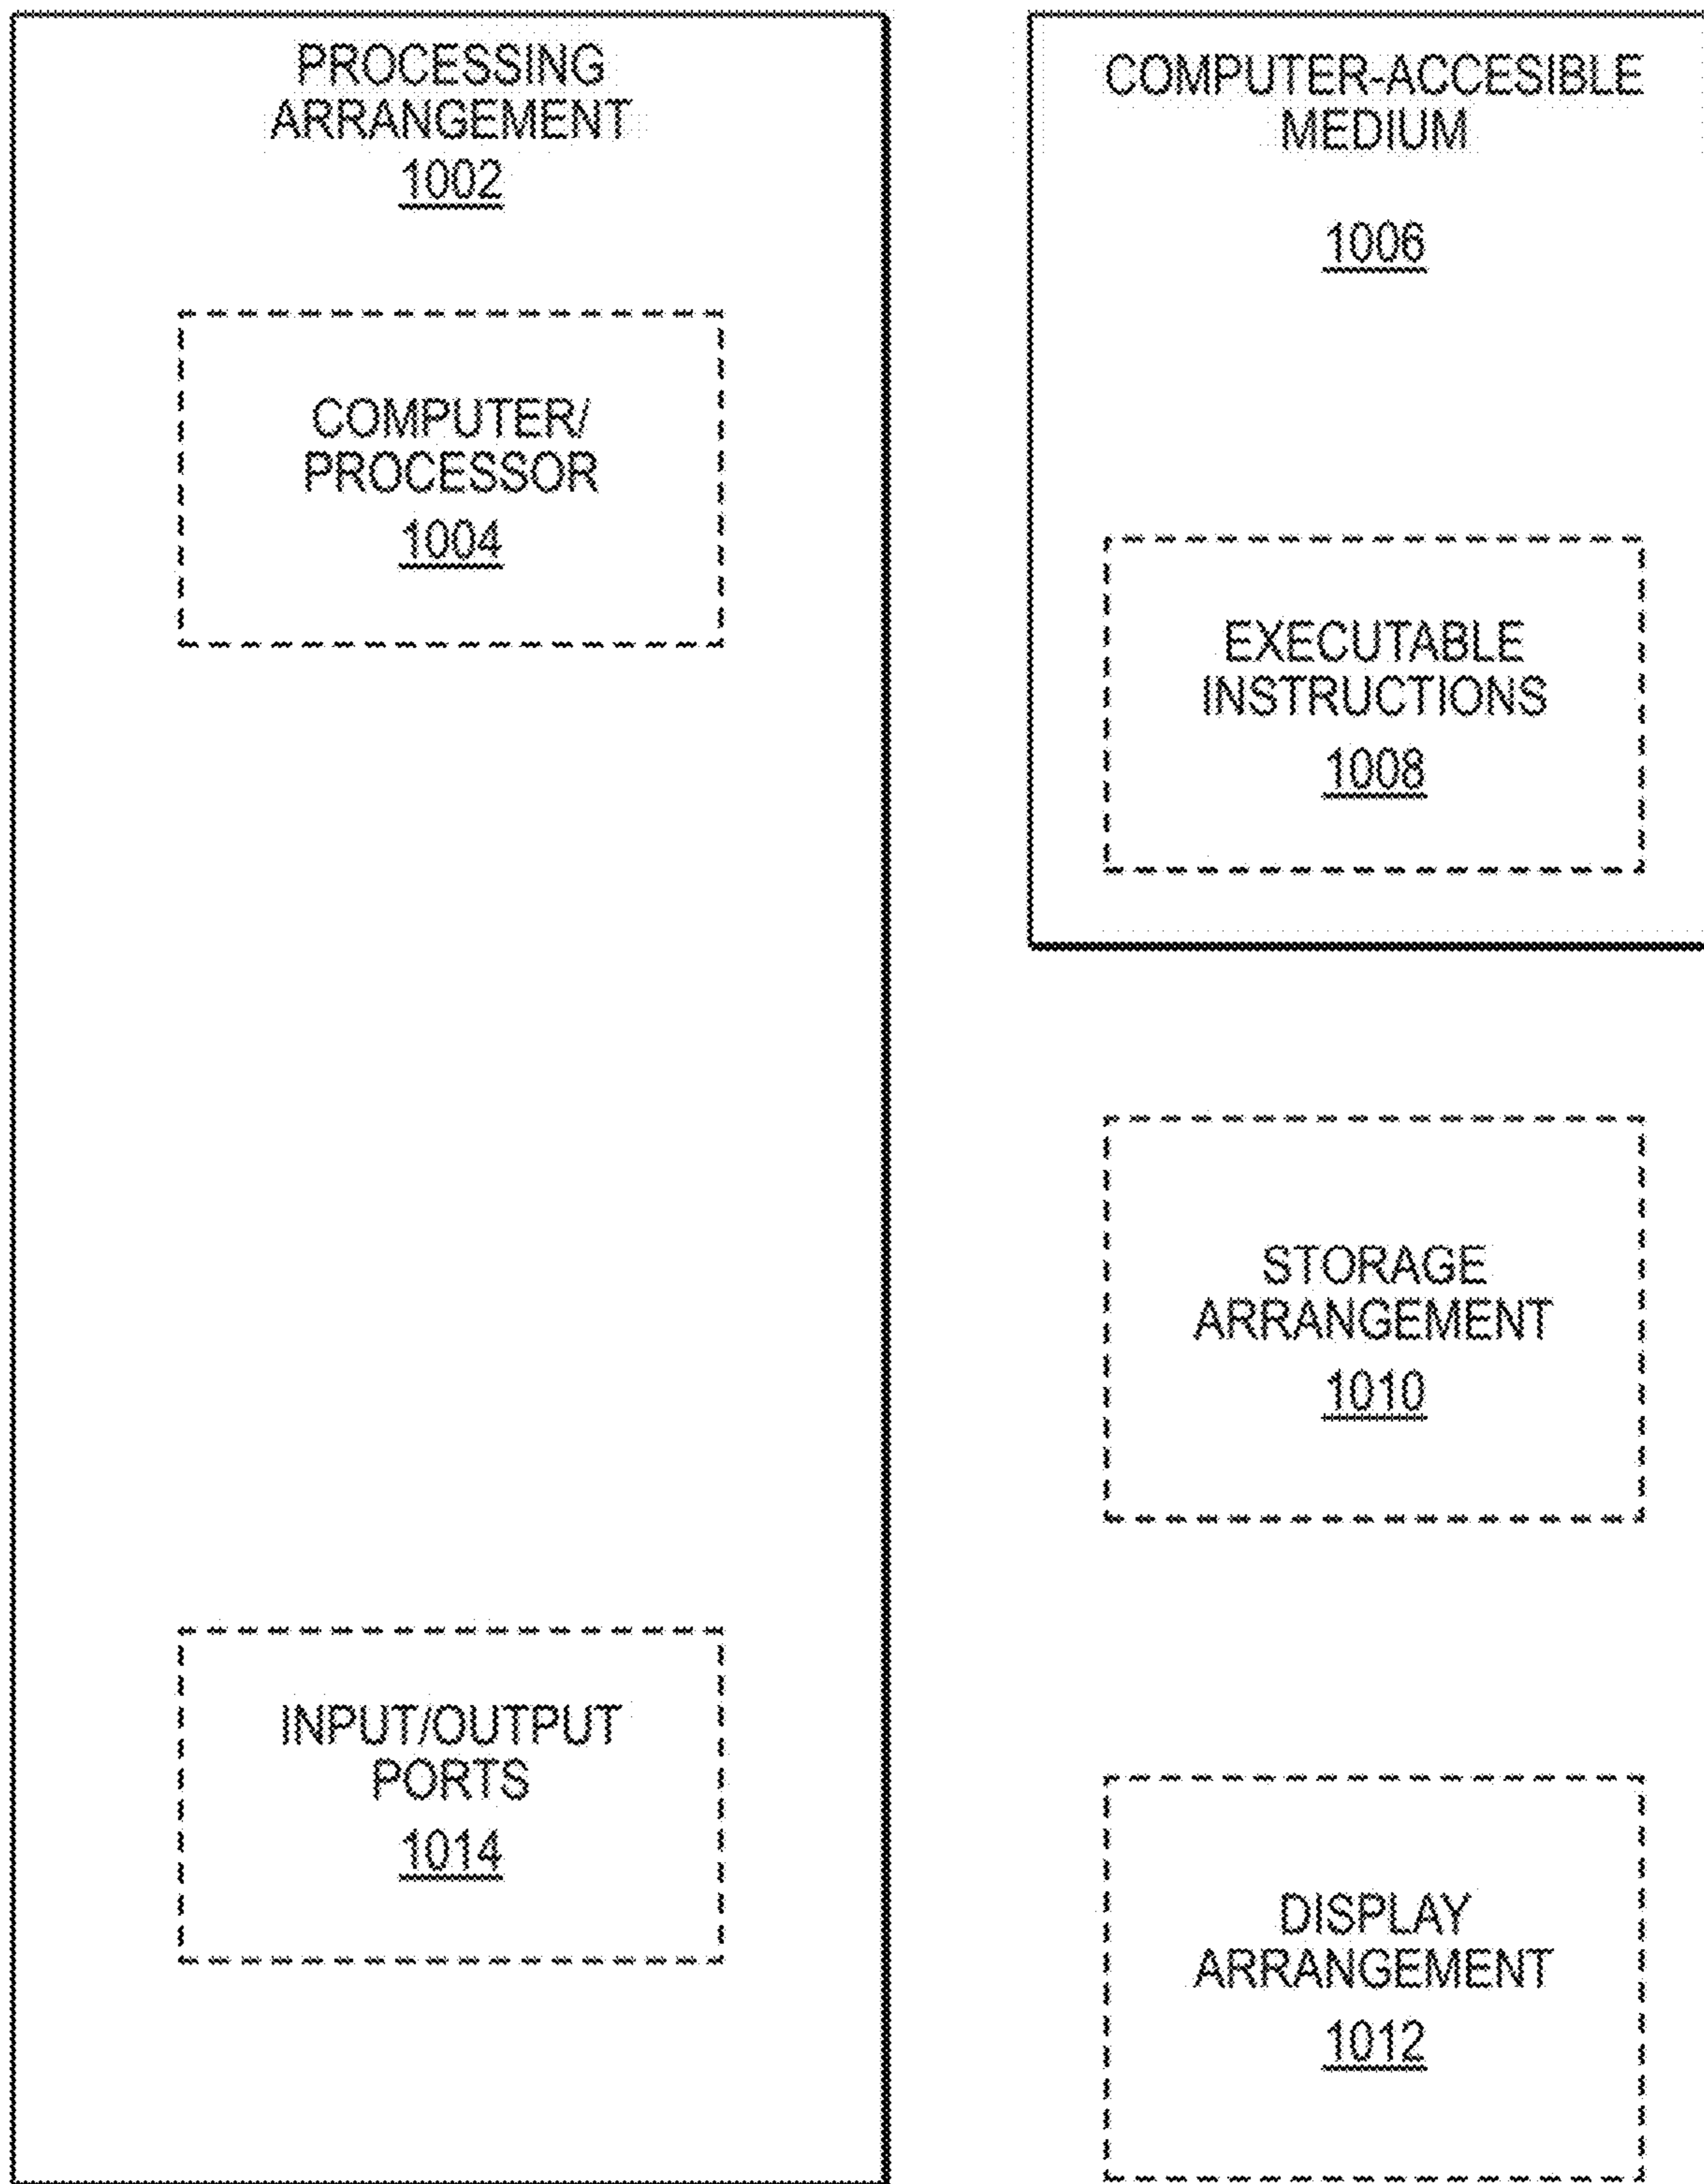 PROCESSING
ARRANGEMENT
1002
COMPUTER/
PROCESSOR
1004
INPUT/OUTPUT
PORTS
1014
COMPUTER-ACCESIBLE
MEDIUM
1006
EXECUTABLE
INSTRUCTIONS
1008
STORAGE
ARRANGEMENT
1010
DISPLAY
ARRANGEMENT
1012